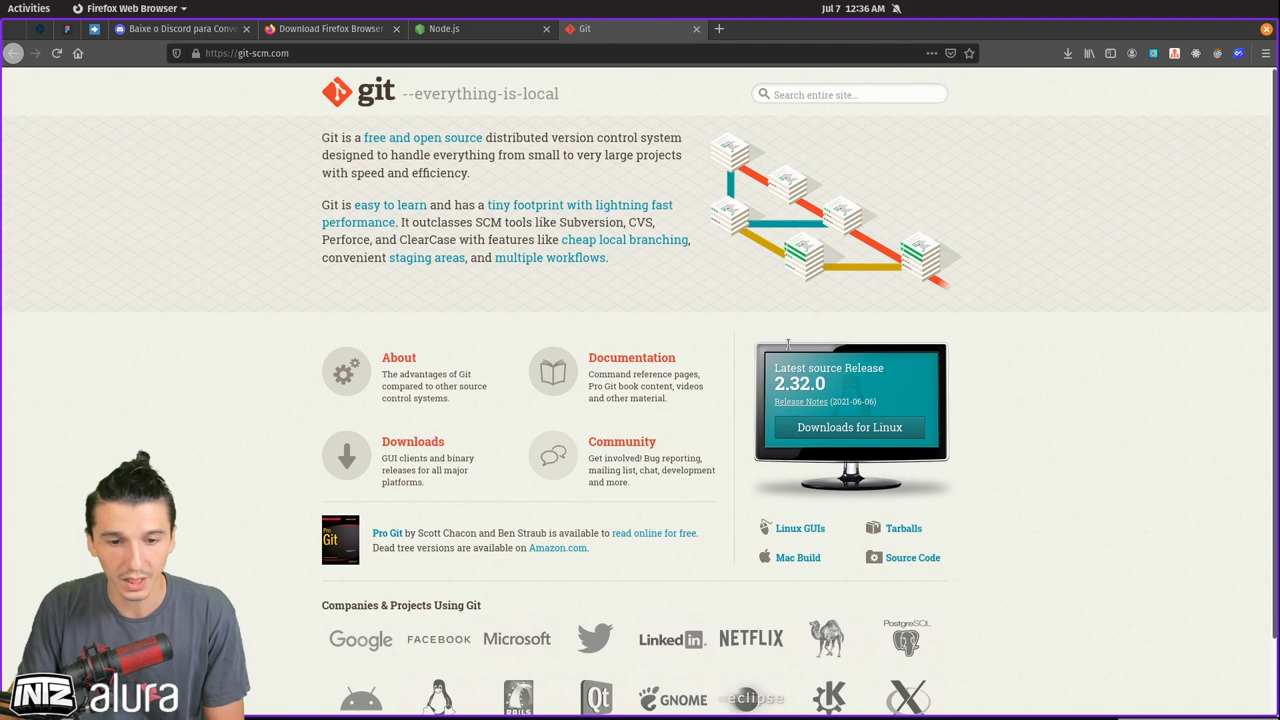 Activities
Firefox Web Browser
Jul 7 12:36 AM
Baixe o Discord para Conve
Download Firefox Browser
Node.js
Git
https://git-scm.com
git --everything-is-local
Search entire site...
Git is a free and open source distributed version control system
designed to handle everything from small to very large projects
with speed and efficiency.
Git is easy to learn and has a tiny footprint with lightning fast
performance. It outclasses SCM tools like Subversion, CVS,
Perforce, and ClearCase with features like cheap local branching,
convenient staging areas, and multiple workflows.
About
The advantages of Git
compared to other source
control systems.
Documentation
Command reference pages,
Pro Git book content, videos
and other material.
Downloads
GUI clients and binary
releases for all major
platforms.
Community
Get involved! Bug reporting,
mailing list, chat, development
and more.
Latest source Release
2.32.0
Release Notes (2021-06-06)
Downloads for Linux
Pro
Git
Pro Git by Scott Chacon and Ben Straub is available to read online for free.
Dead tree versions are available on Amazon.com.
Linux GUIs
Tarballs
Mac Build
Source Code
Companies & Projects Using Git
Google
FACEBOOK
Microsoft
LinkedIn
NETFLIX
PostgreSQL
RAILS
Qt
GNOME
eclipse
INTZ alura